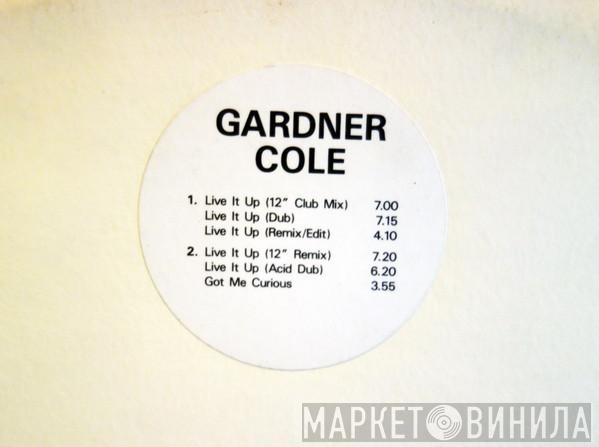 GARDNER
COLE
1. Live It Up (12" Club Mix) 7.00
Live It Up (Dub) 7.15
Live It Up (Remix/Edit) 4.10
2. Live It Up (12" Remix) 7.20
Live It Up (Acid Dub) 6.20
Got Me Curious 3.55
МАРКЕТ ВИНИЛА